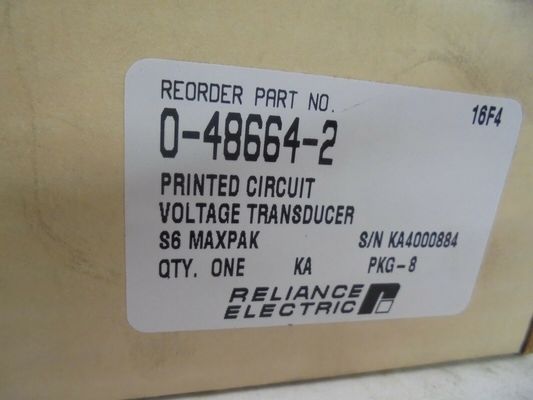 REORDER PART NO. 16F4
0-48664-2
PRINTED CIRCUIT
VOLTAGE TRANSDUCER
S6 MAXPAK S/N KA4000884
QTY. ONE KA PKG-8
RELIANCE
ELECTRIC